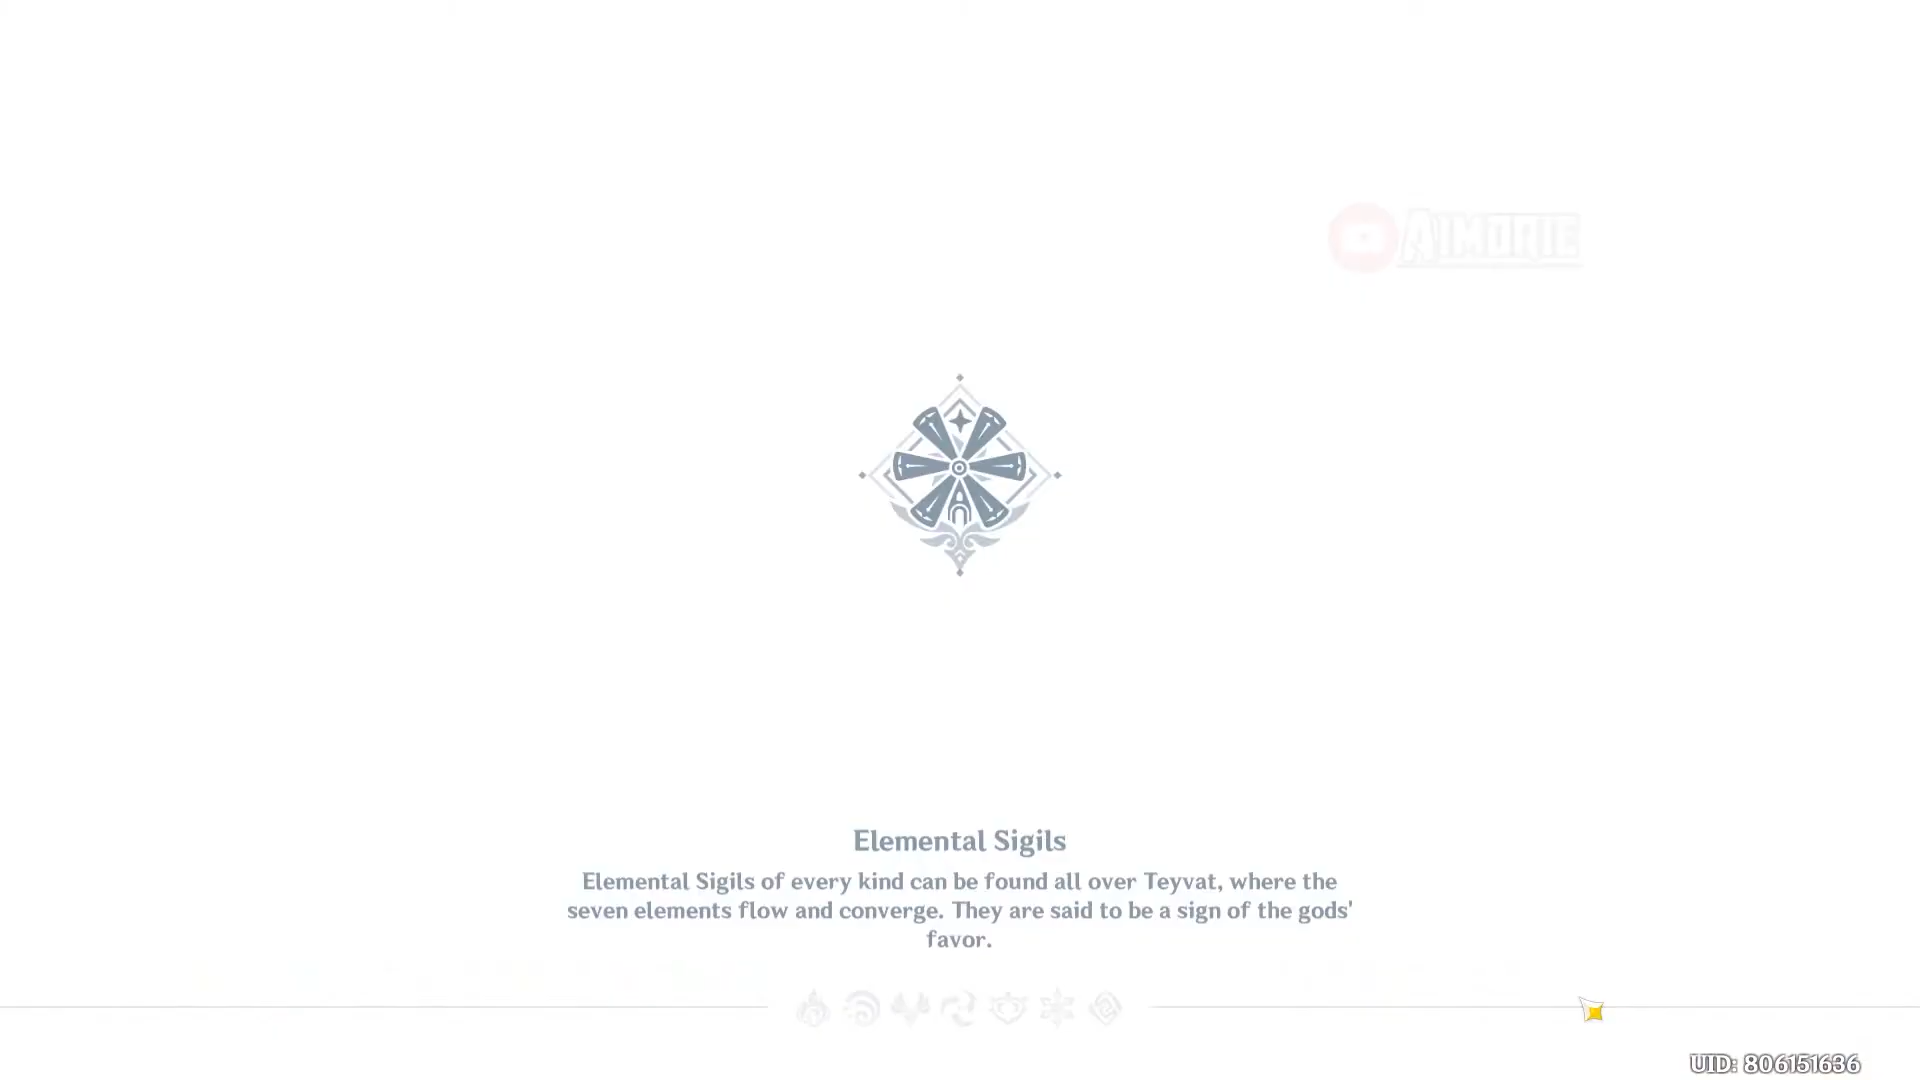 AIMORIE
Elemental Sigils
Elemental Sigils of every kind can be found all over Teyvat, where the
seven elements flow and converge. They are said to be a sign of the gods'
favor.
UID: 806151636